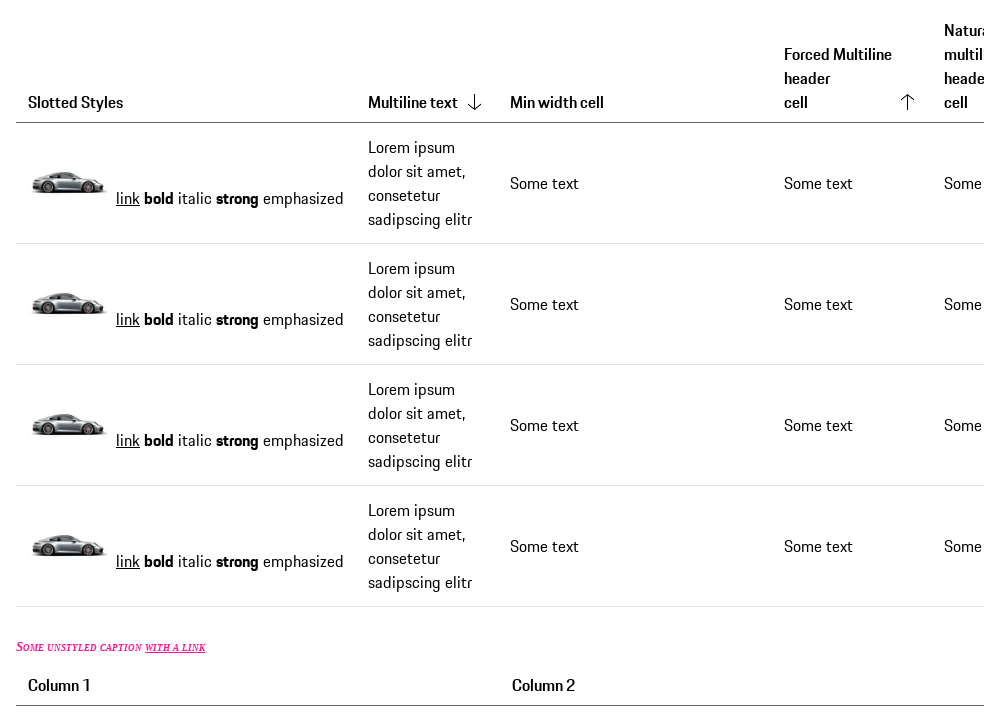 Slotted Styles
Multiline text
Min width cell
Forced Multiline
header
cell
multil
heade
cell
link bold italic strong emphasized
Lorem ipsum
dolor sit amet,
consetetur
sadipscing elitr
Some text
Some text
Some
link bold italic strong emphasized
Lorem ipsum
dolor sit amet,
consetetur
sadipscing elitr
Some text
Some text
Some
link bold italic strong emphasized
Lorem ipsum
dolor sit amet,
consetetur
sadipscing elitr
Some text
Some text
Some
link bold italic strong emphasized
Lorem ipsum
dolor sit amet,
consetetur
sadipscing elitr
Some text
Some text
Some
Some unstyled caption with a link
Column 1
Column 2